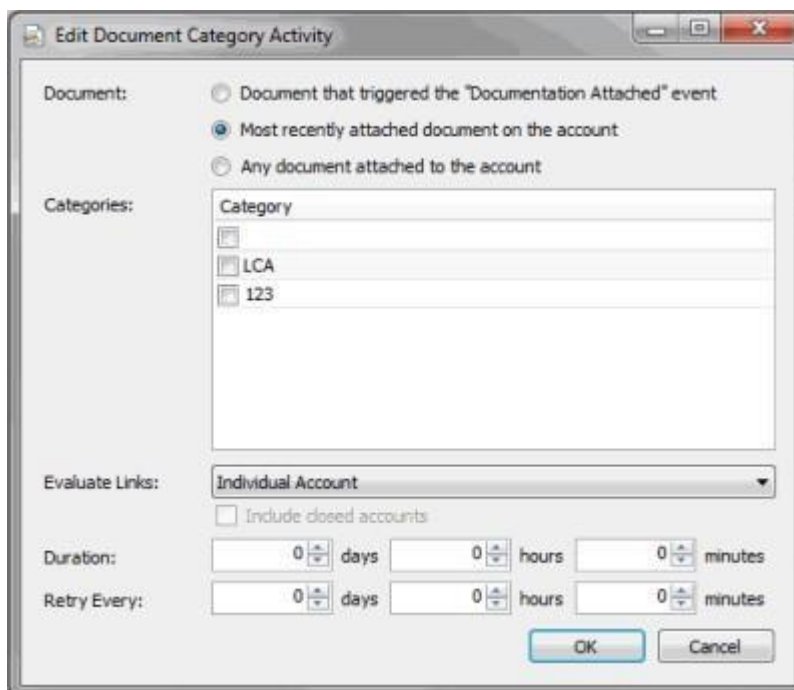 Edit Document Category Activity
Document:
Document that triggered the "Documentation Attached" event
Most recently attached document on the account
Any document attached to the account
Categories:
Category
LCA
123
Evaluate Links: Individual Account
Include closed accounts
Duration: 0 days 0 hours 0 minutes
Retry Every: 0 days 0 hours 0 minutes
OK Cancel